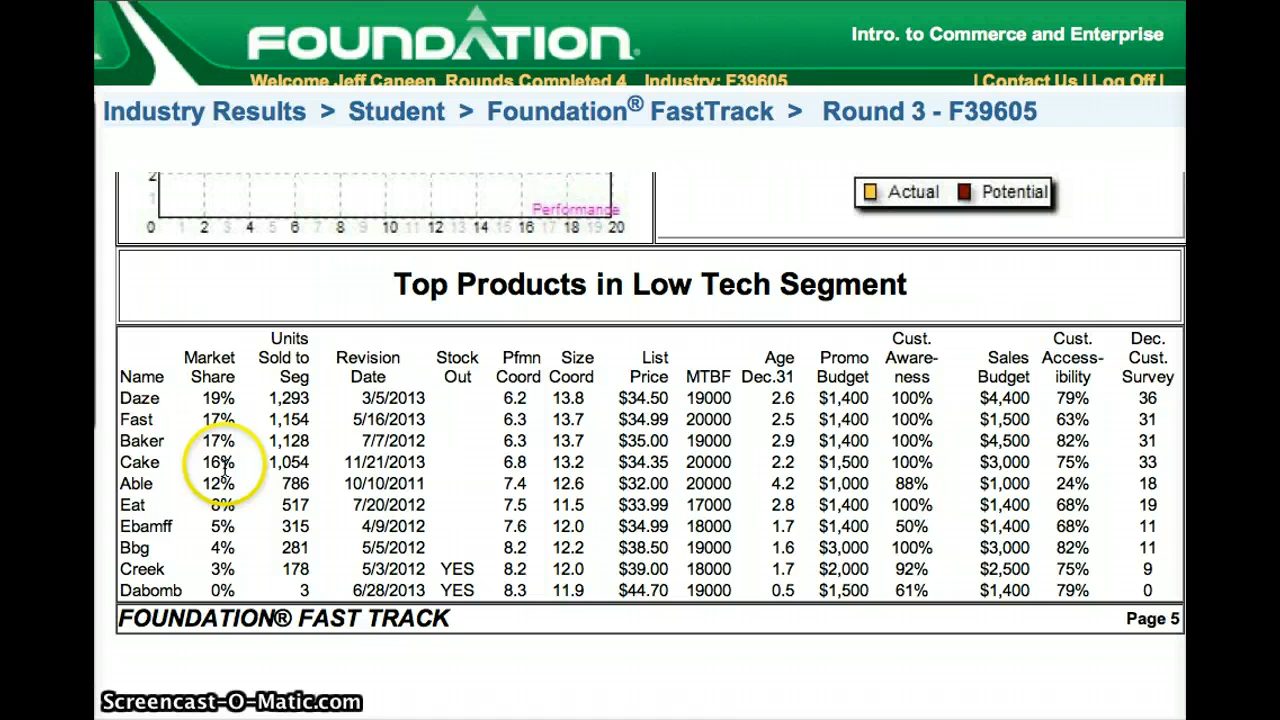 FOUNDATION®
Intro. to Commerce and Enterprise
Welcome Jeff Caneen, Rounds Completed 4 Industry: F39605 | Contact Us | Log Off |
Industry Results > Student > Foundation® FastTrack > Round 3 - F39605
2
1
0 1 2 3 4 5 6 7 8 9 10 11 12 13 14 15 16 17 18 19 20
Performance
Actual Potential
Top Products in Low Tech Segment
Units Cust. Cust. Dec.
Market Sold to Revision Stock Pfmn Size List Age Promo Aware- Sales Access- Cust.
Name Share Seg Date Out Coord Coord Price MTBF Dec.31 Budget ness Budget ibility Survey
Daze 19% 1,293 3/5/2013 6.2 13.8 $34.50 19000 2.6 $1,400 100% $4,400 79% 36
Fast 17% 1,154 5/16/2013 6.3 13.7 $34.99 20000 2.5 $1,400 100% $1,500 63% 31
Baker 17% 1,128 7/7/2012 6.3 13.7 $35.00 19000 2.9 $1,400 100% $4,500 82% 31
Cake 16% 1,054 11/21/2013 6.8 13.2 $34.35 20000 2.2 $1,500 100% $3,000 75% 33
Able 12% 786 10/10/2011 7.4 12.6 $32.00 20000 4.2 $1,000 88% $1,000 24% 18
Eat 8% 517 7/20/2012 7.5 11.5 $33.99 17000 2.8 $1,400 100% $1,400 68% 19
Ebamff 5% 315 4/9/2012 7.6 12.0 $34.99 18000 1.7 $1,400 50% $1,400 68% 11
Bbg 4% 281 5/5/2012 8.2 12.2 $38.50 19000 1.6 $3,000 100% $3,000 82% 11
Creek 3% 178 5/3/2012 YES 8.2 12.0 $39.00 18000 1.7 $2,000 92% $2,500 75% 9
Dabomb 0% 3 6/28/2013 YES 8.3 11.9 $44.70 19000 0.5 $1,500 61% $1,400 79% 0
FOUNDATION® FAST TRACK Page 5
Screencast-O-Matic.com